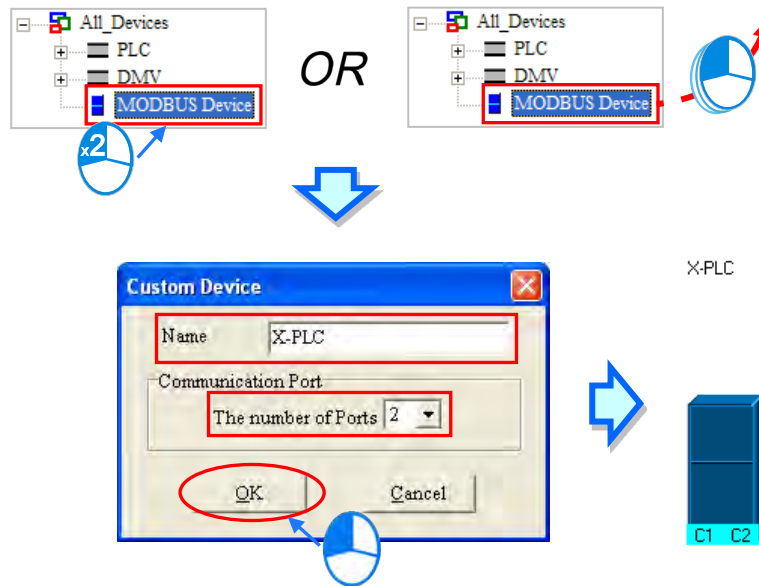 All_Devices
PLC
DMV
MODBUS Device
x2
OR
All_Devices
PLC
DMV
MODBUS Device
Custom Device
Name X-PLC
Communication Port
The number of Ports 2
OK Cancel
X-PLC
C1 C2